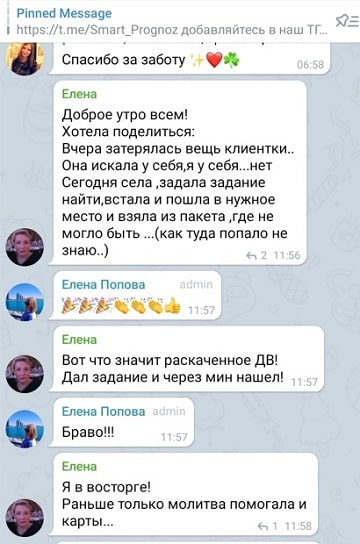 Pinned Message
https://t.me/Smart_Prognoz добавляйтесь в наш ТГ...
Спасибо за заботу ✨❤️☘️
06:58
Елена
Доброе утро всем!
Хотела поделиться:
Вчера затерялась вещь клиентки..
Она искала у себя,я у себя...нет
Сегодня села ,задала задание
найти,встала и пошла в нужное
место и взяла из пакета ,где не
могло быть ...(как туда попало не
знаю..)
2 11:56
Елена Попова admin
🎉🎉🎉👏👏👏👍 11:57
Елена
Вот что значит раскаченное ДВ!
Дал задание и через мин нашел! 11:57
Елена Попова admin
Браво!!!
11:57
Елена
Я в восторге!
Раньше только молитва помогала и
карты...
1 11:58